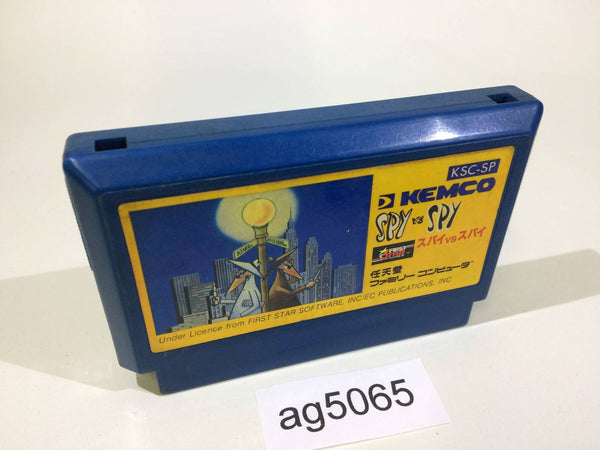 KSC-SP
KEMCO
SPY vs SPY
スパイvsスパイ
任天堂
ファミリー コンピュータ
Under Licence from FIRST STAR SOFTWARE, INC/EC PUBLICATIONS, INC
ag5065